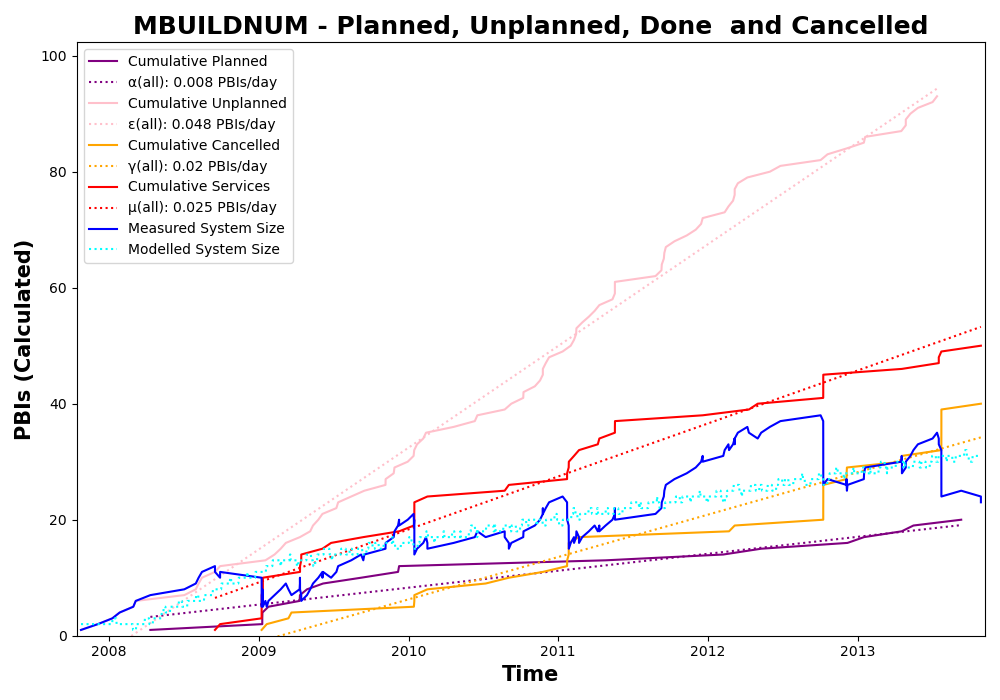 MBUILDNUM - Planned, Unplanned, Done  and Cancelled
PBIs (Calculated)
100
80
60
40
20
0
Cumulative Planned
α(all): 0.008 PBIs/day
Cumulative Unplanned
ε(all): 0.048 PBIs/day
Cumulative Cancelled
γ(all): 0.02 PBIs/day
Cumulative Services
μ(all): 0.025 PBIs/day
Measured System Size
Modelled System Size
2008 2009 2010 2011 2012 2013
Time